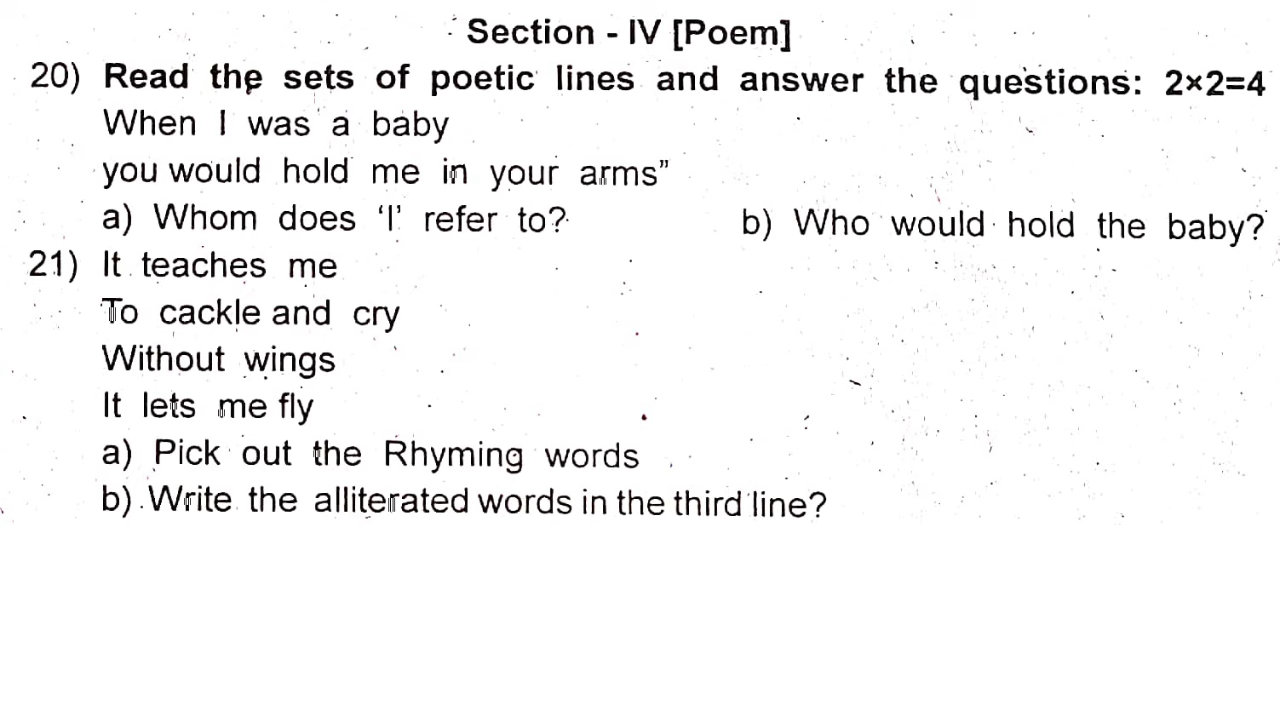 Section - IV [Poem]
20) Read the sets of poetic lines and answer the questions: 2×2=4
When I was a baby
you would hold me in your arms”
a) Whom does ‘I’ refer to? b) Who would hold the baby?
21) It teaches me
To cackle and cry
Without wings
It lets me fly
a) Pick out the Rhyming words
b) Write the alliterated words in the third line?